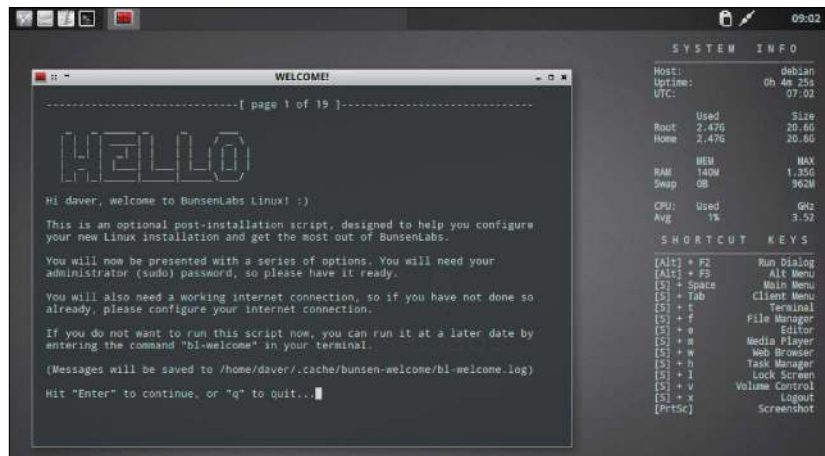 09:02
WELCOME!
------------------------------[ page 1 of 19 ]------------------------------
HELLO
Hi daver, welcome to BunsenLabs Linux! :)
This is an optional post-installation script, designed to help you configure
your new Linux installation and get the most out of BunsenLabs.
You will now be presented with a series of options. You will need your
administrator (sudo) password, so please have it ready.
You will also need a working internet connection, so if you have not done so
already, please configure your internet connection.
If you do not want to run this script now, you can run it at a later date by
entering the command "bl-welcome" in your terminal.
(Messages will be saved to /home/daver/.cache/bunsen-welcome/bl-welcome.log)
Hit "Enter" to continue, or "q" to quit...
SYSTEM INFO
Host: debian
Uptime: 0h 4m 25s
UTC: 07:02
Used Size
Root 2.47G 20.6G
Home 2.47G 20.6G
MEM MAX
RAM 140M 1.35G
Swap 0B 962M
CPU: Used GHz
Avg 1% 3.52
SHORTCUT KEYS
[Alt] + F2 Run Dialog
[Alt] + F3 Alt Menu
[S] + Space Main Menu
[S] + Tab Client Menu
[S] + t Terminal
[S] + f File Manager
[S] + e Editor
[S] + m Media Player
[S] + w Web Browser
[S] + h Task Manager
[S] + l Lock Screen
[S] + v Volume Control
[S] + x Logout
[PrtSc] Screenshot